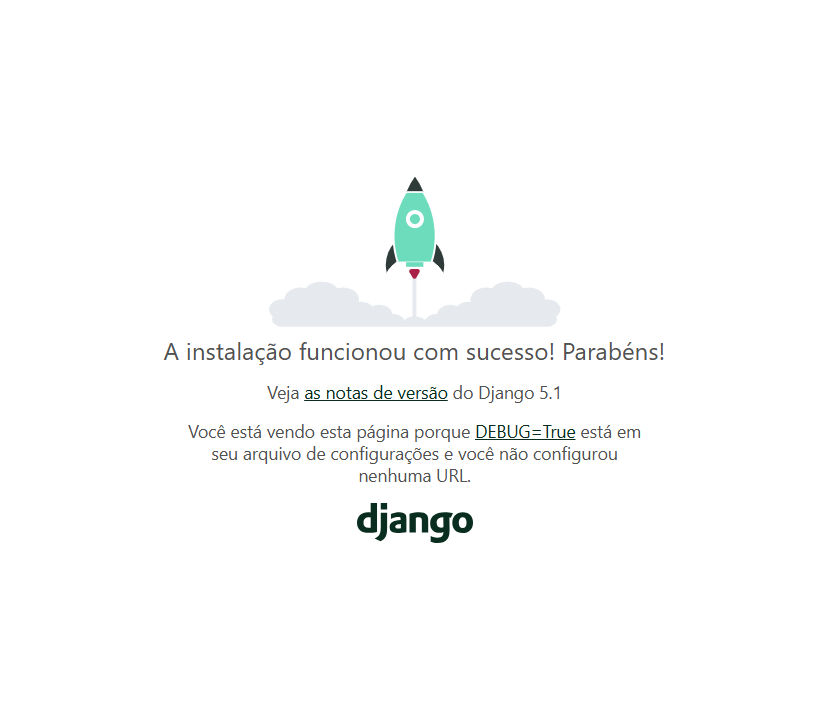 A instalação funcionou com sucesso! Parabéns!
Veja as notas de versão do Django 5.1
Você está vendo esta página porque DEBUG=True está em
seu arquivo de configurações e você não configurou
nenhuma URL.
django